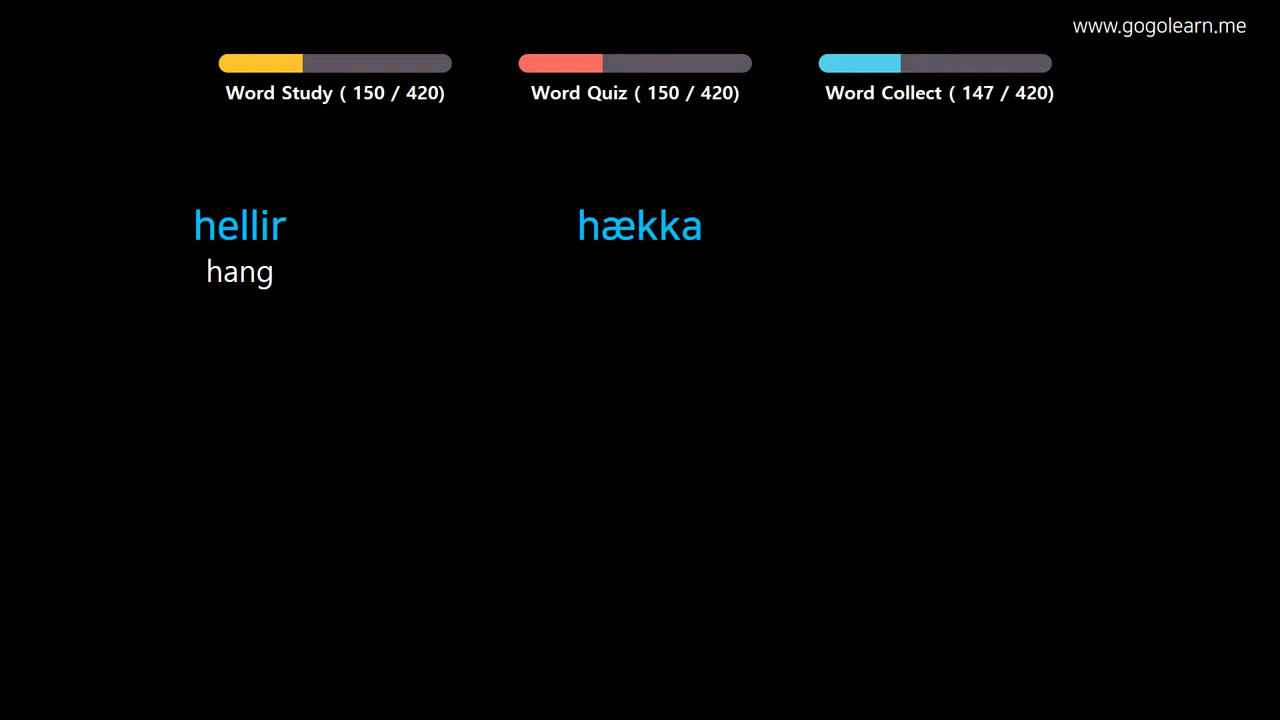 www.gogolearn.me
Word Study ( 150 / 420)
Word Quiz ( 150 / 420)
Word Collect ( 147 / 420)
hellir
hang
hækka